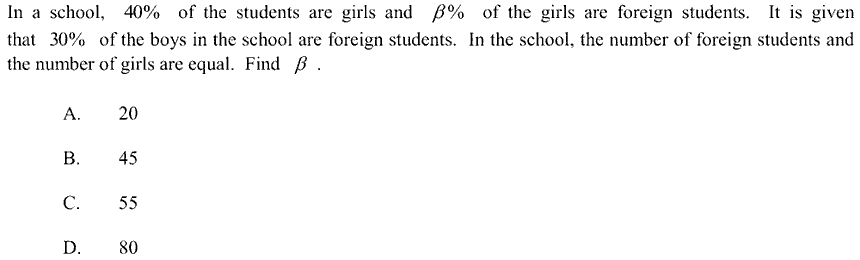 In a school, 40% of the students are girls and β% of the girls are foreign students. It is given
that 30% of the boys in the school are foreign students. In the school, the number of foreign students and
the number of girls are equal. Find β .
A. 20
B. 45
C. 55
D. 80